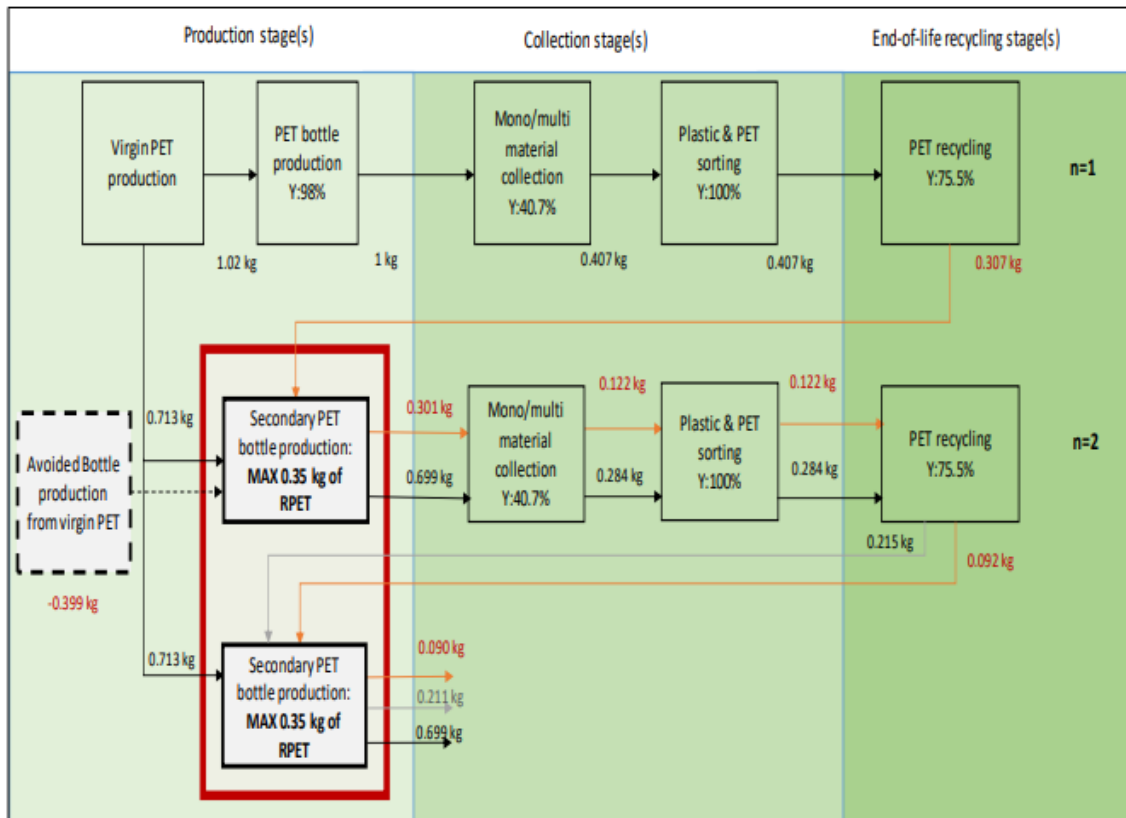 Production stage(s)
Collection stage(s)
End-of-life recycling stage(s)
Virgin PET
production
PET bottle
production
Y:98%
Mono/multi
material
collection
Y:40.7%
Plastic & PET
sorting
Y:100%
PET recycling
Y:75.5%
n=1
1.02 kg
1 kg
0.407 kg
0.407 kg
0.307 kg
0.713 kg
Avoided Bottle
production
from virgin PET
-0.399 kg
Secondary PET
bottle production:
MAX 0.35 kg of
RPET
0.301 kg
0.699 kg
Mono/multi
material
collection
Y:40.7%
0.122 kg
0.284 kg
Plastic & PET
sorting
Y:100%
0.122 kg
0.284 kg
PET recycling
Y:75.5%
n=2
0.215 kg
0.092 kg
0.713 kg
Secondary PET
bottle production:
MAX 0.35 kg of
RPET
0.090 kg
0.211 kg
0.699 kg